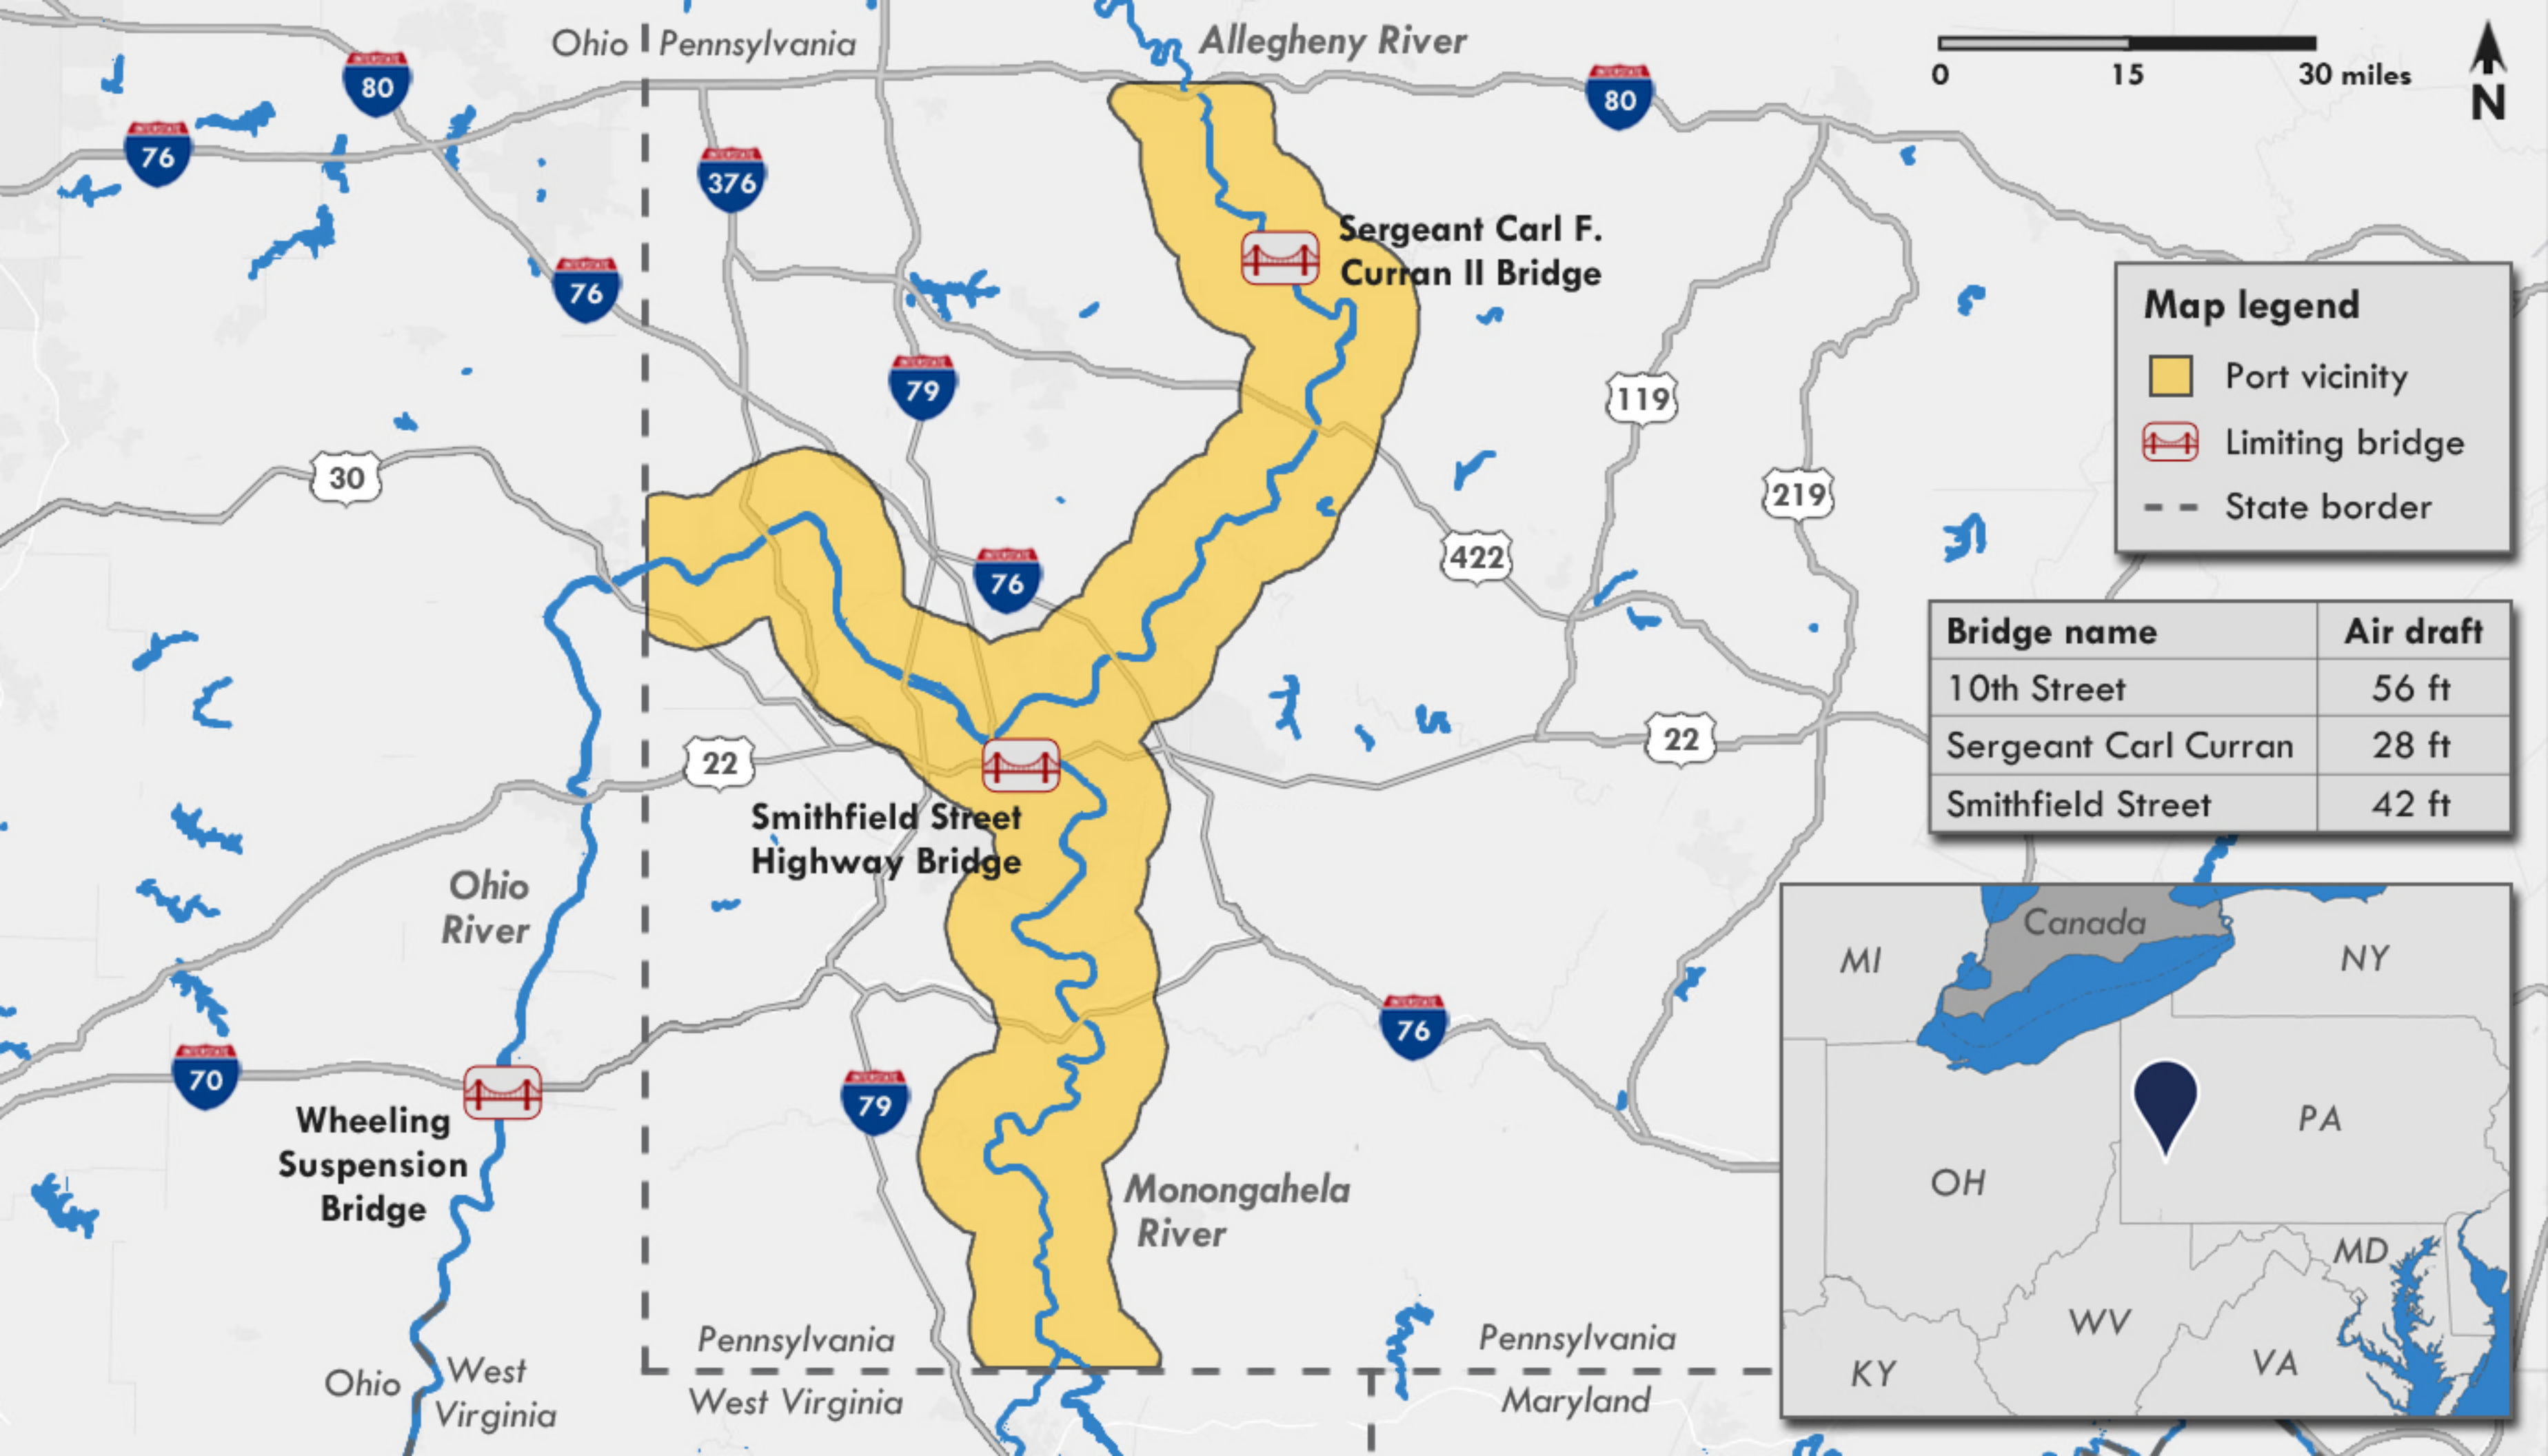 Ohio
Pennsylvania
Allegheny River
0
15
30 miles
N
80
80
76
376
Sergeant Carl F.
Curran II Bridge
76
79
119
30
219
422
76
Map legend
Port vicinity
Limiting bridge
State border
Bridge name
Air draft
10th Street
56 ft
Sergeant Carl Curran
28 ft
Smithfield Street
42 ft
22
22
Smithfield Street
Highway Bridge
Ohio
River
70
Wheeling
Suspension
Bridge
79
76
Monongahela
River
Pennsylvania
West Virginia
Pennsylvania
Maryland
Ohio
West
Virginia
Canada
MI
NY
PA
OH
MD
WV
VA
KY